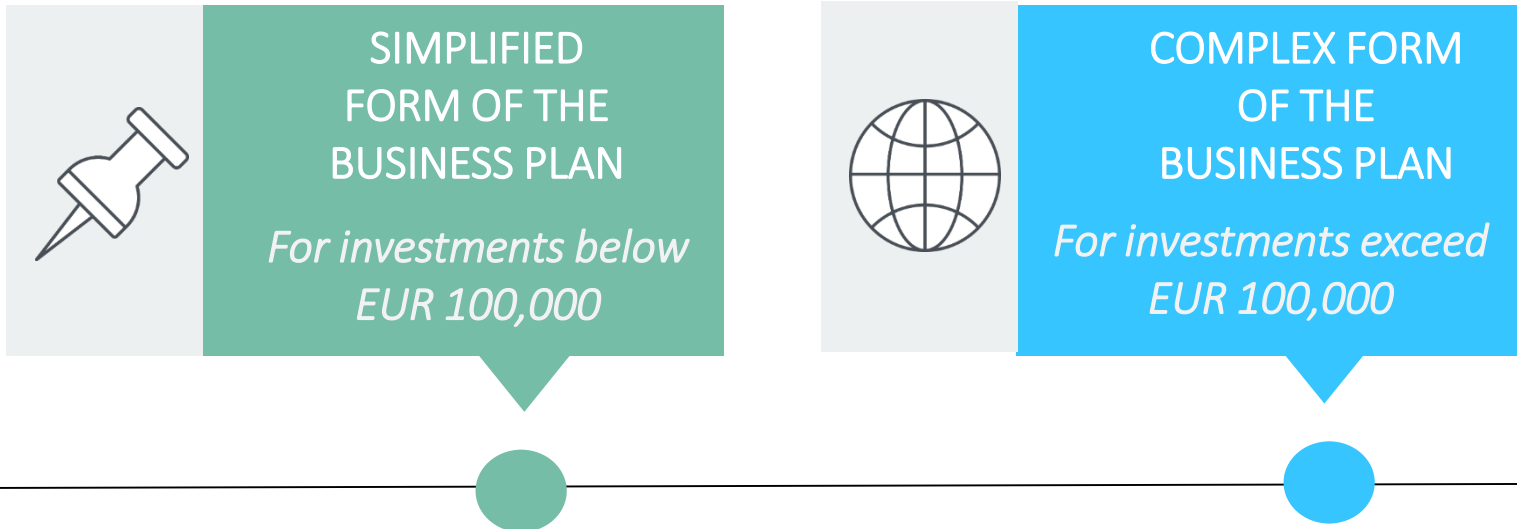 SIMPLIFIED
FORM OF THE
BUSINESS PLAN
For investments below
EUR 100,000
COMPLEX FORM
OF THE
BUSINESS PLAN
For investments exceed
EUR 100,000